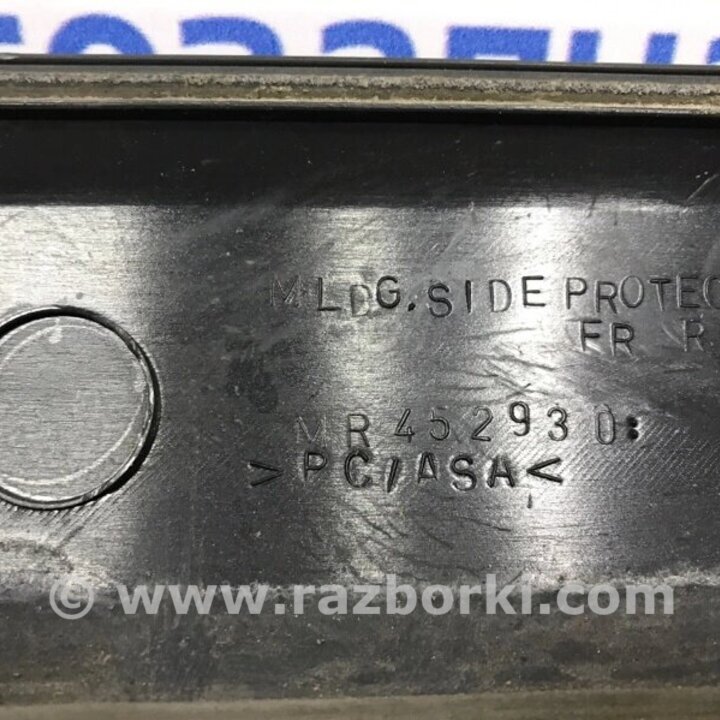 MLDG.SIDE PROTEC
FR R
MR452930
>PC/ASA<
© www.razborki.com